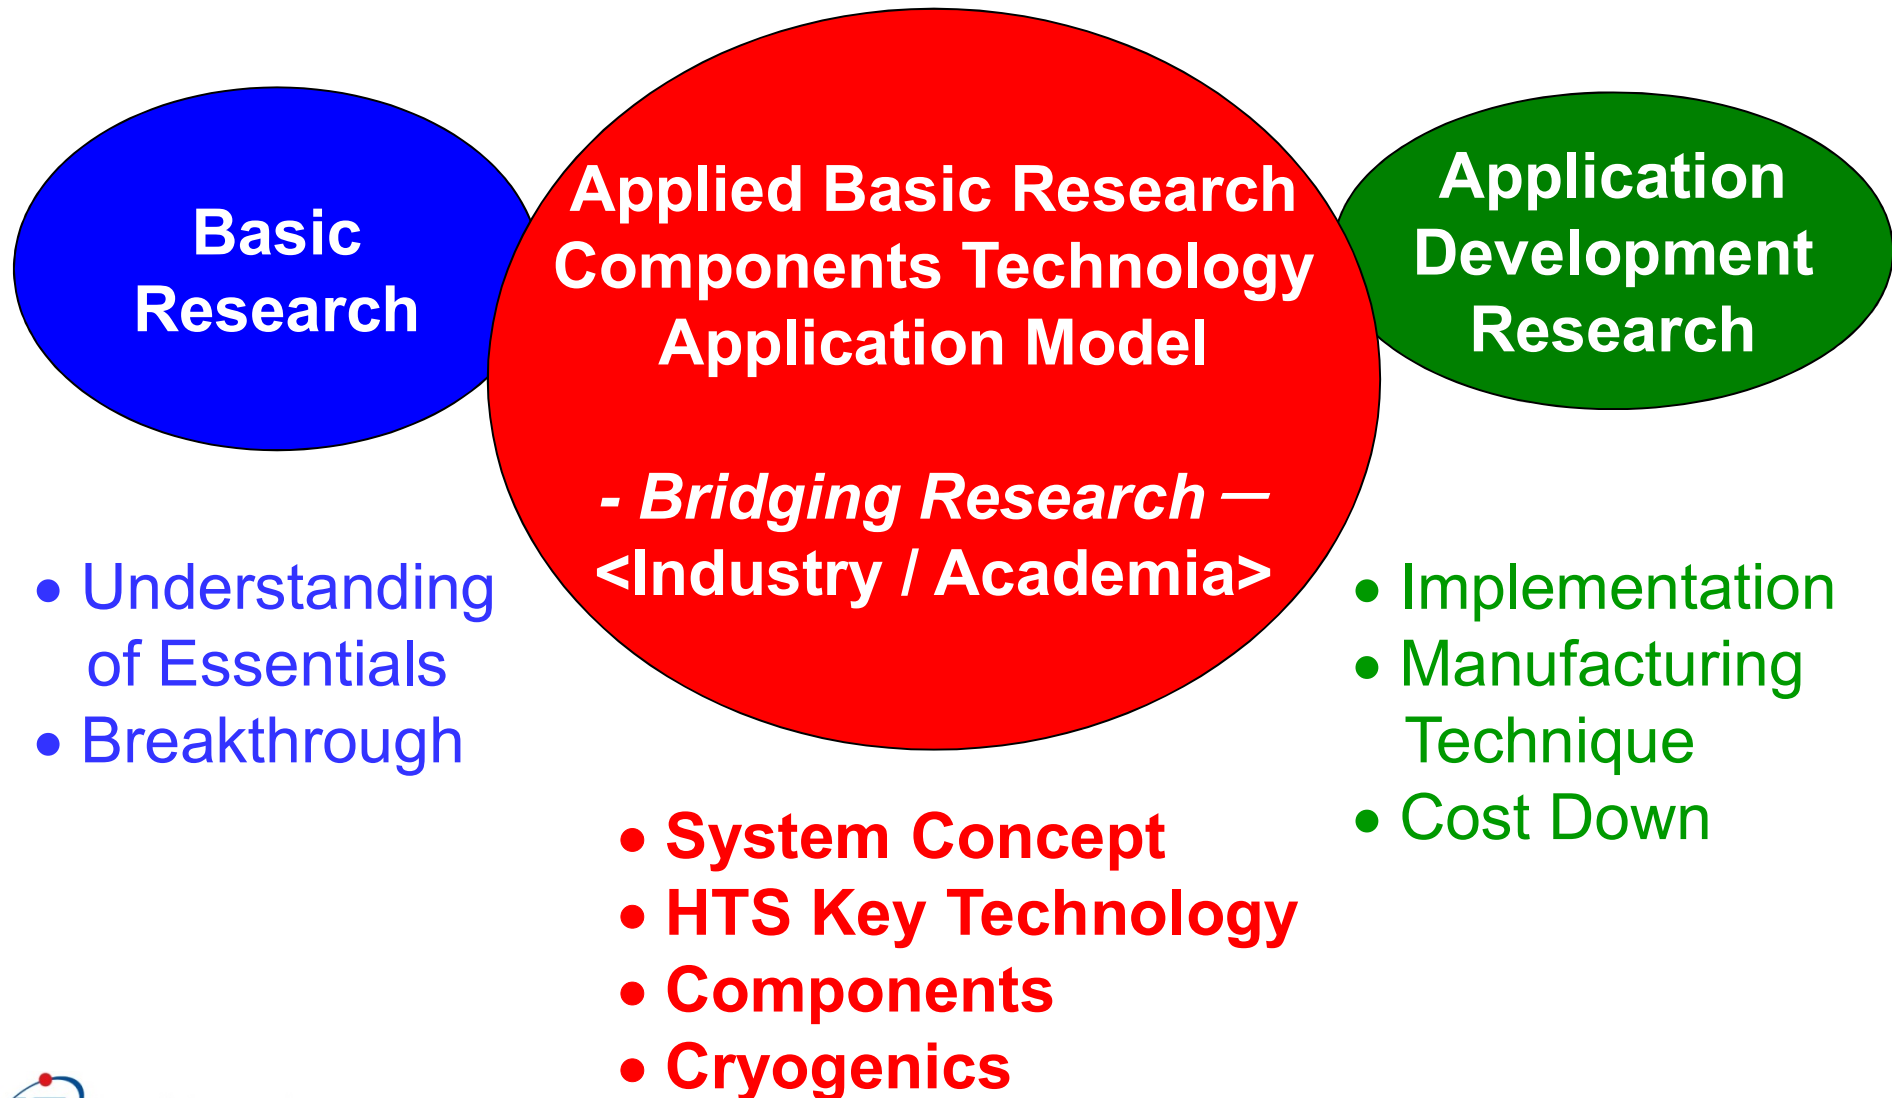 Basic
Research
Applied Basic Research
Components Technology
Application Model
- Bridging Research —
<Industry / Academia>
Application
Development
Research
• Understanding
of Essentials
• Breakthrough
• System Concept
• HTS Key Technology
• Components
• Cryogenics
• Implementation
• Manufacturing
Technique
• Cost Down